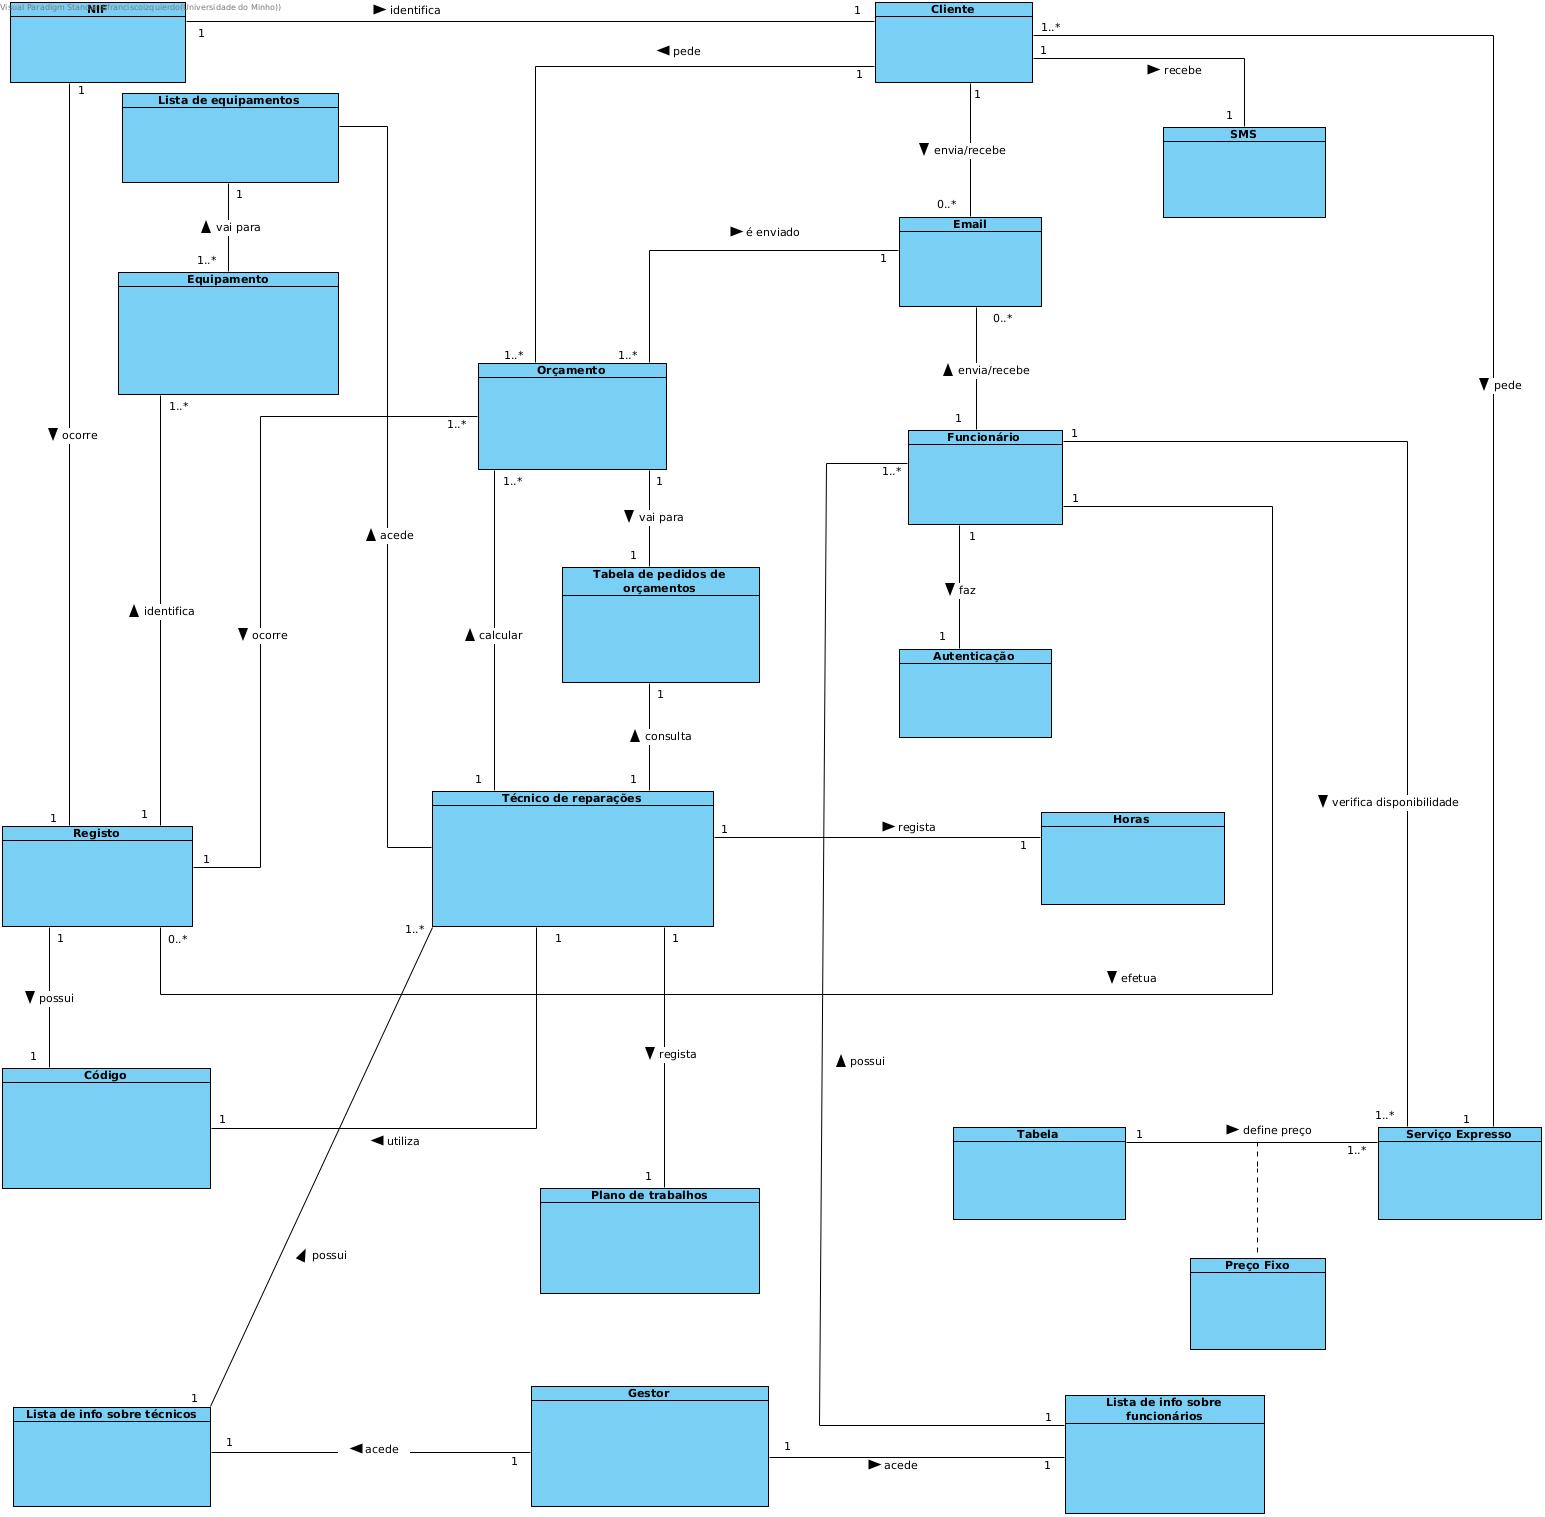 Visual Paradigm Standard(franciscoizquierdo(Universidade do Minho))
NIF
identifica
1
1
Cliente
1..*
1
recebe
1
SMS
pede
1
1
Lista de equipamentos
1
envia/recebe
0..*
1
vai para
1..*
Equipamento
é enviado
1
Email
0..*
1..*
1..*
Orçamento
envia/recebe
1
pede
1..*
1..*
ocorre
Funcionário
1
1..*
1
1..*
1
vai para
acede
1
1
Tabela de pedidos de
orçamentos
faz
identifica
ocorre
calcular
1
Autenticação
1
consulta
1
1
Técnico de reparações
verifica disponibilidade
1
1
Registo
1
1
regista
1
Horas
1..*
1
1
1
0..*
efetua
possui
1
regista
possui
Código
1
utiliza
1..*
1
Tabela
1
define preço
1..*
Serviço Expresso
1
Plano de trabalhos
possui
Preço Fixo
1
Lista de info sobre técnicos
Gestor
Lista de info sobre
funcionários
1
1
acede
1
1
acede
1